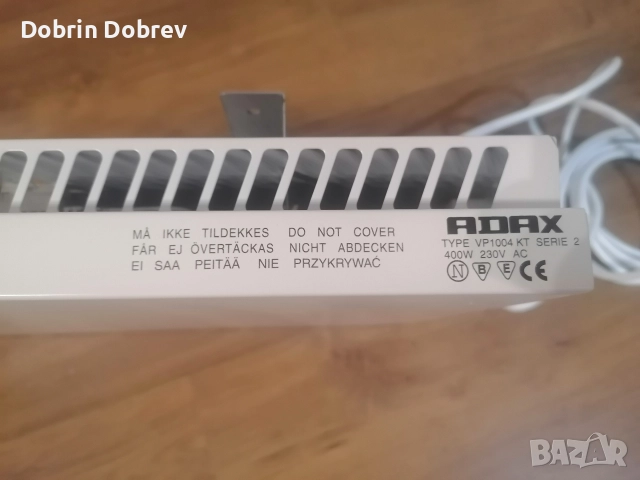 Dobrin Dobrev
MÅ IKKE TILDEKKES DO NOT COVER
FÅR EJ ÖVERTÄCKAS NICHT ABDECKEN
EI SAA PEITÄÄ NIE PRZYKRYWAĆ
ADAX
TYPE VP1004 KT SERIE 2
400W 230V AC
N B E CE
BAZAR